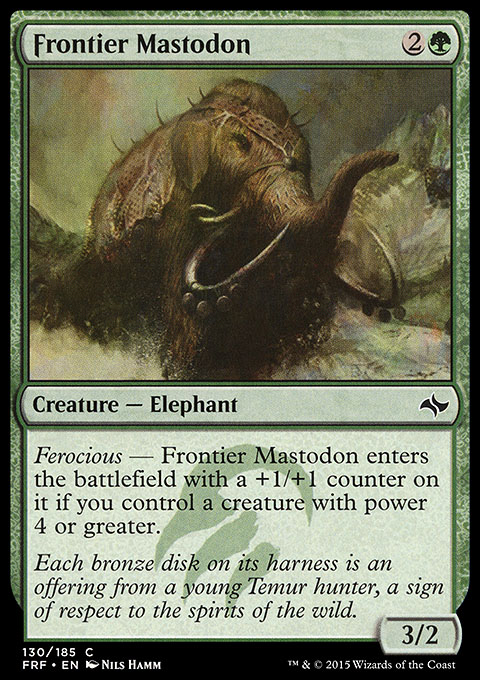 Frontier Mastodon 2
Creature — Elephant
Ferocious — Frontier Mastodon enters
the battlefield with a +1/+1 counter on
it if you control a creature with power
4 or greater.
Each bronze disk on its harness is an
offering from a young Temur hunter, a sign
of respect to the spirits of the wild.
3/2
130/185 C
FRF • EN Nils Hamm
™ & © 2015 Wizards of the Coast